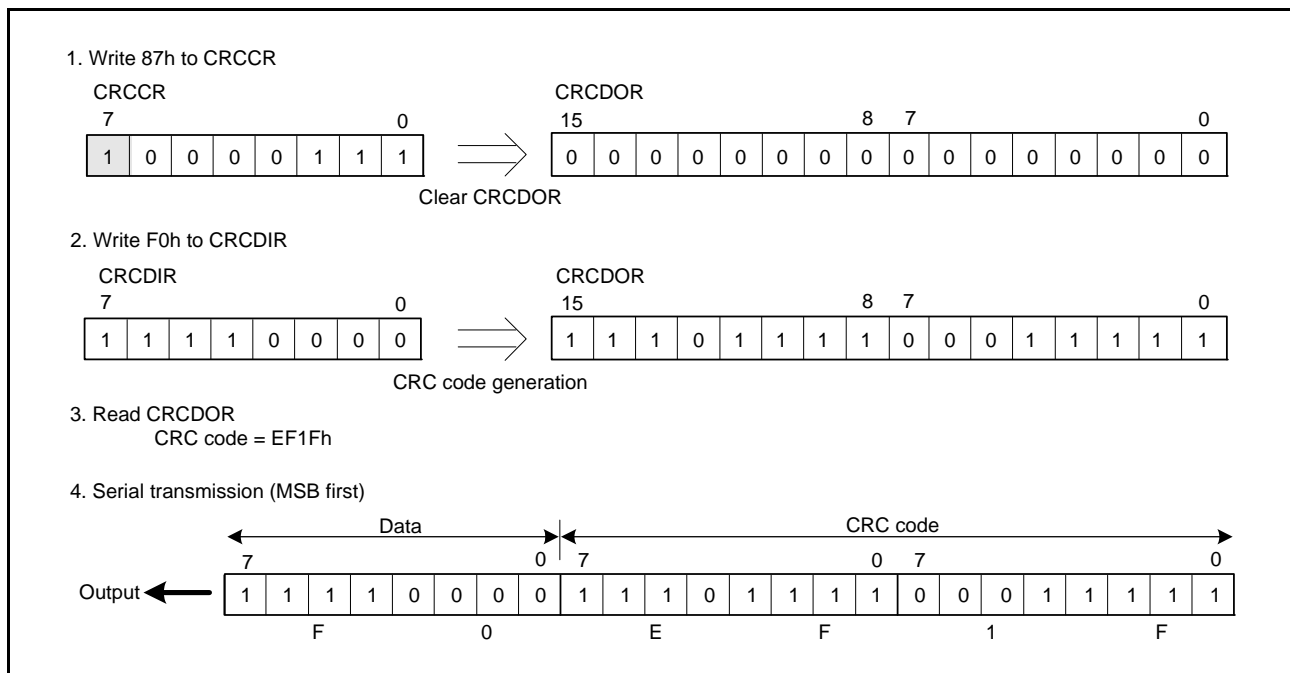 1. Write 87h to CRCCR
CRCCR CRCDOR
7 0 15 8 7 0
1 0 0 0 0 1 1 1 0 0 0 0 0 0 0 0 0 0 0 0 0 0 0 0
Clear CRCDOR
2. Write F0h to CRCDIR
CRCDIR CRCDOR
7 0 15 8 7 0
1 1 1 1 0 0 0 0 1 1 1 0 1 1 1 1 0 0 0 1 1 1 1 1
CRC code generation
3. Read CRCDOR
CRC code = EF1Fh
4. Serial transmission (MSB first)
Data CRC code
7 0 7 0 7 0
Output 1 1 1 1 0 0 0 0 1 1 1 0 1 1 1 1 0 0 0 1 1 1 1 1
F 0 E F 1 F